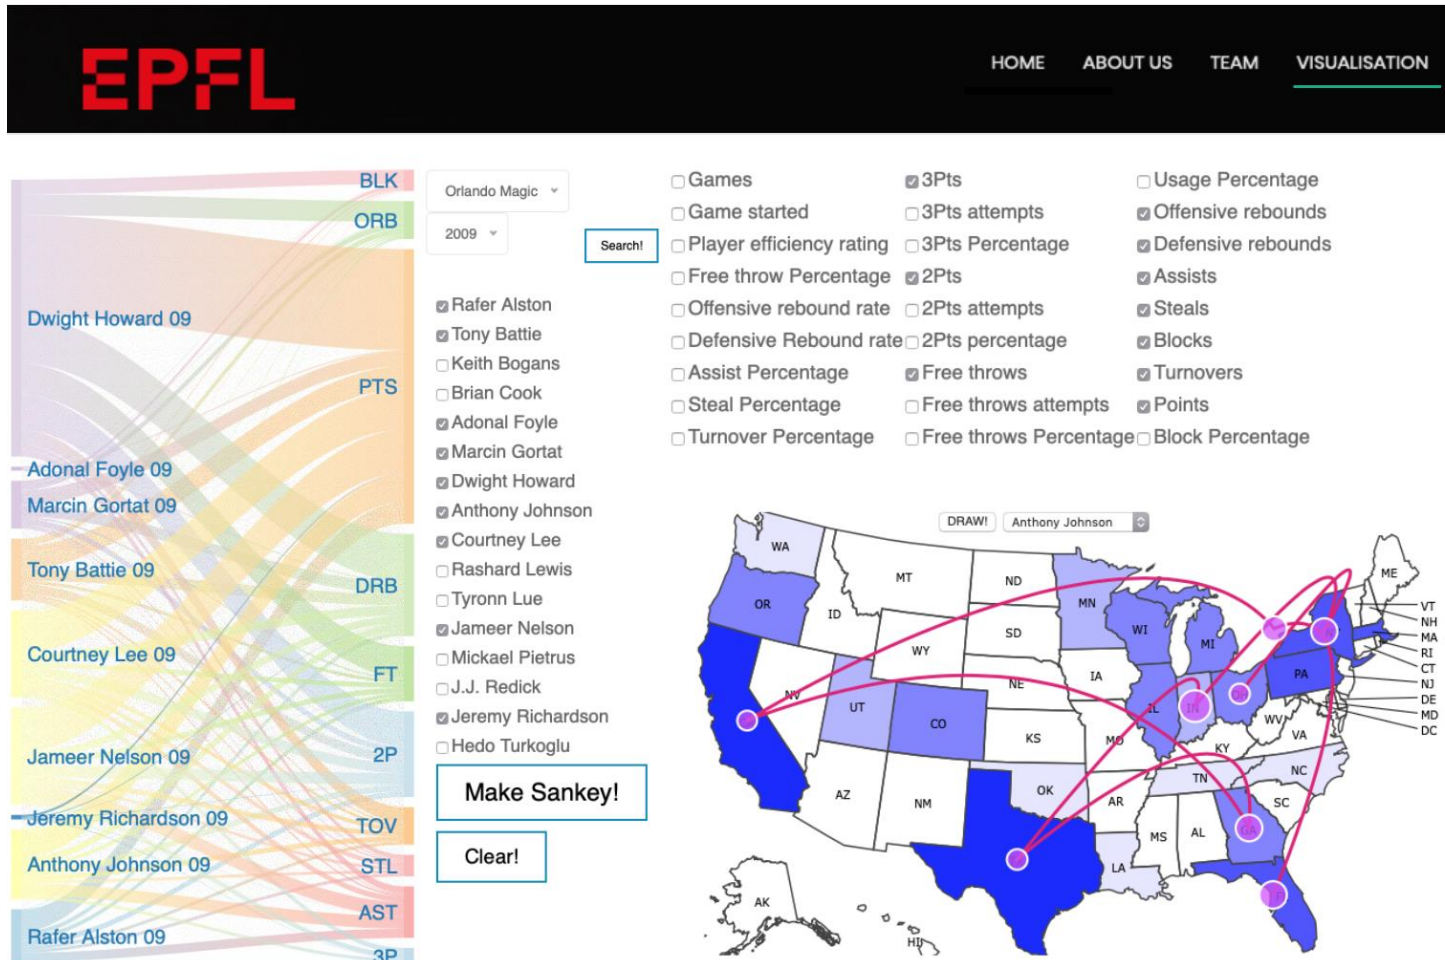 EPFL
HOME ABOUT US TEAM VISUALISATION
BLK
ORB
Dwight Howard 09
PTS
Adonal Foyle 09
Marcin Gortat 09
Tony Battie 09
DRB
Courtney Lee 09
FT
Jameer Nelson 09
2P
Jeremy Richardson 09
TOV
Anthony Johnson 09
STL
AST
Rafer Alston 09
3P
Orlando Magic
2009
Search!
Rafer Alston
Tony Battie
Keith Bogans
Brian Cook
Adonal Foyle
Marcin Gortat
Dwight Howard
Anthony Johnson
Courtney Lee
Rashard Lewis
Tyronn Lue
Jameer Nelson
Mickael Pietrus
J.J. Redick
Jeremy Richardson
Hedo Turkoglu
Make Sankey!
Clear!
Games
Game started
Player efficiency rating
Free throw Percentage
Offensive rebound rate
Defensive Rebound rate
Assist Percentage
Steal Percentage
Turnover Percentage
3Pts
3Pts attempts
3Pts Percentage
2Pts
2Pts attempts
2Pts percentage
Free throws
Free throws attempts
Free throws Percentage
Usage Percentage
Offensive rebounds
Defensive rebounds
Assists
Steals
Blocks
Turnovers
Points
Block Percentage
DRAW! Anthony Johnson
WA
MT
ND
ME
OR
ID
MN
VT
SD
WI
NH
MI
MA
WY
RI
IA
CT
PA
NE
NJ
NV
OH
UT
IL
IN
DE
CO
WV
MD
VA
DC
KS
MO
KY
NC
TN
OK
AZ
NM
AR
SC
GA
MS
AL
LA
AK
FL
HI